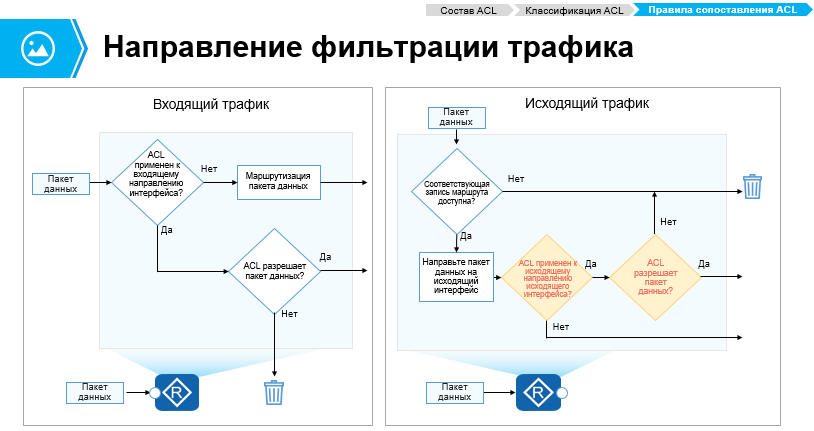 Состав ACL
Классификация ACL
Правила сопоставления ACL
Направление фильтрации трафика
Входящий трафик
Пакет
данных
ACL
применен к
входящему
направлению
интерфейса?
Нет
Маршрутизация
пакета данных
Да
ACL разрешает
пакет данных?
Да
Нет
Пакет
данных
R
Исходящий трафик
Пакет
данных
Соответствующая
запись маршрута
доступна?
Нет
Да
Направьте пакет
данных на
исходящий
интерфейс
ACL применен к
исходящему
направлению
исходящего
интерфейса?
Да
Нет
ACL
разрешает
пакет
данных?
Нет
Да
Пакет
данных
R